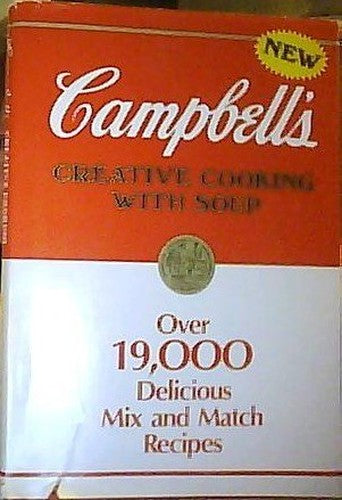 NEW
Campbell's
CREATIVE COOKING
WITH SOUP
Over
19,000
Delicious
Mix and Match
Recipes